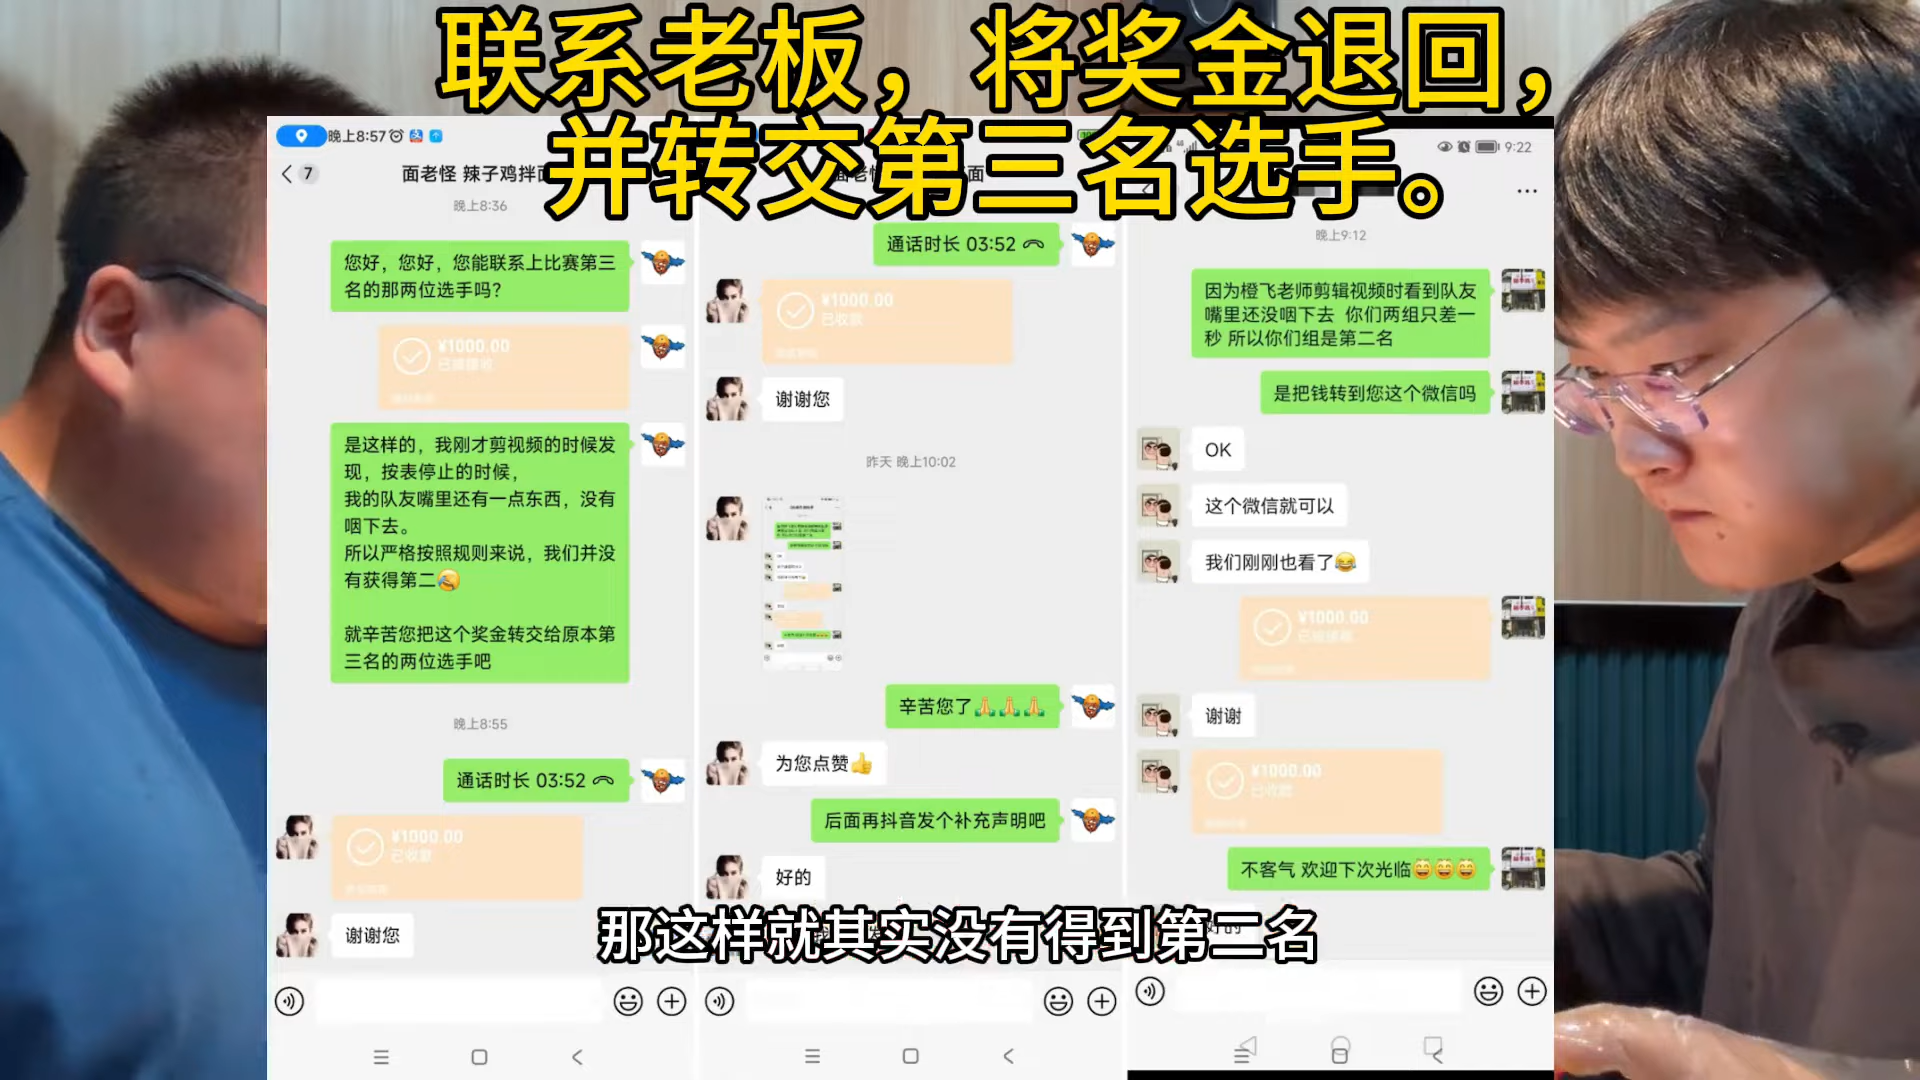 联系老板，将奖金退回，
并转交第三名选手。
晚上8:57
7
面老怪 辣子鸡拌面
晚上8:36
您好，您好，您能联系上比赛第三
名的那两位选手吗？
¥1000.00
已被接收
是这样的，我刚才剪视频的时候发
现，按表停止的时候，
我的队友嘴里还有一点东西，没有
咽下去。
所以严格按照规则来说，我们并没
有获得第二🤣
就辛苦您把这个奖金转交给原本第
三名的两位选手吧
晚上8:55
通话时长 03:52
¥1000.00
已收款
谢谢您
通话时长 03:52
¥1000.00
已收款
谢谢您
昨天 晚上10:02
辛苦您了🙏🙏🙏
为您点赞👍
后面再抖音发个补充声明吧
好的
9:22
晚上9:12
因为橙飞老师剪辑视频时看到队友
嘴里还没咽下去 你们两组只差一
秒 所以你们组是第二名
是把钱转到您这个微信吗
OK
这个微信就可以
我们刚刚也看了😂
¥1000.00
已被接收
谢谢
¥1000.00
已收款
不客气 欢迎下次光临😄😄😄
好的
那这样就其实没有得到第二名